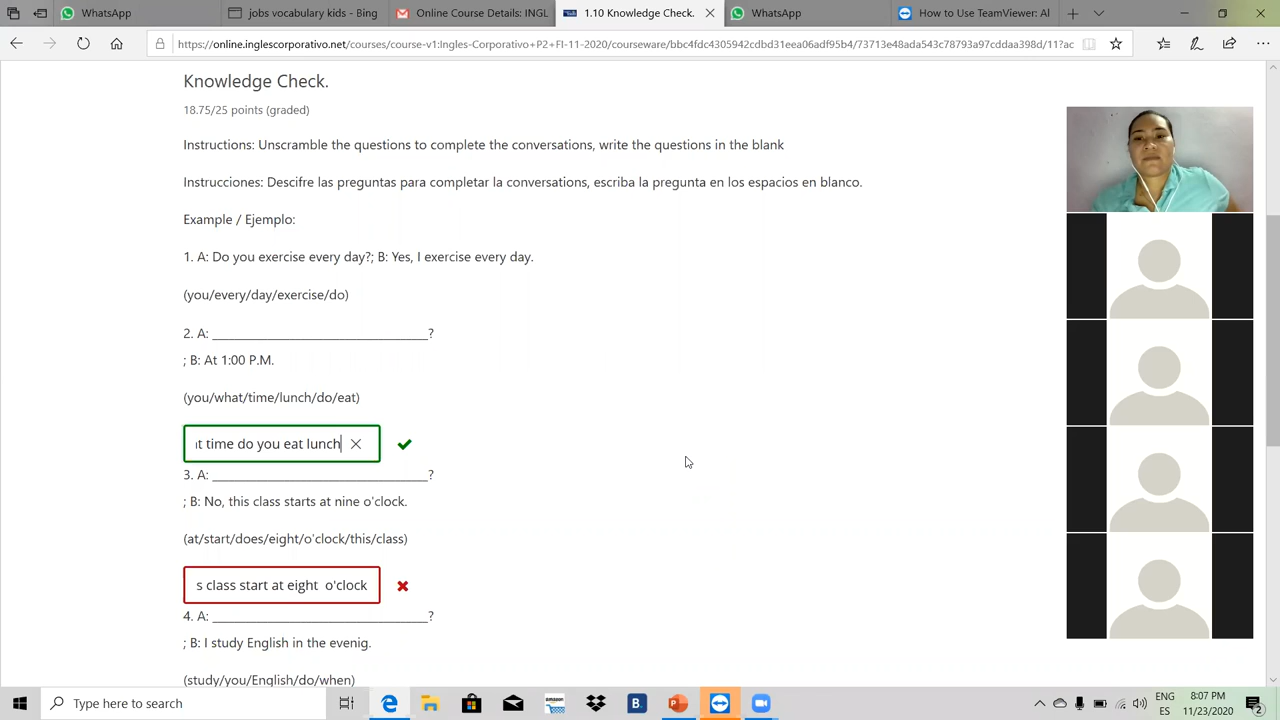 WhatsApp
jobs vocabulary kids - Bing
Online Course Details: INGL
1.10 Knowledge Check.
WhatsApp
How to Use TeamViewer: Al
https://online.inglescorporativo.net/courses/course-v1:Ingles-Corporativo+P2+FI-11-2020/courseware/bbc4fdc4305942cdbd31eea06adf95b4/73713e48ada543c78793a97cddaa398d/11?ac
Knowledge Check.
18.75/25 points (graded)
Instructions: Unscramble the questions to complete the conversations, write the questions in the blank
Instrucciones: Descifre las preguntas para completar la conversations, escriba la pregunta en los espacios en blanco.
Example / Ejemplo:
1. A: Do you exercise every day?; B: Yes, I exercise every day.
(you/every/day/exercise/do)
2. A: ______________________________?
; B: At 1:00 P.M.
(you/what/time/lunch/do/eat)
t time do you eat lunch
3. A: ______________________________?
; B: No, this class starts at nine o'clock.
(at/start/does/eight/o'clock/this/class)
s class start at eight  o'clock
4. A: ______________________________?
; B: I study English in the evenig.
(study/you/English/do/when)
Type here to search
amazon
B.
ENG
ES
8:07 PM
11/23/2020
2